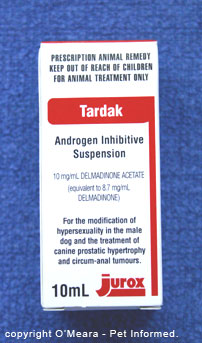 PRESCRIPTION ANIMAL REMEDY
KEEP OUT OF REACH OF CHILDREN
FOR ANIMAL TREATMENT ONLY
Tardak
Androgen Inhibitive
Suspension
10 mg/mL DELMADINONE ACETATE
(equivalent to 8.7 mg/mL
DELMADINONE)
For the modification of
hypersexuality in the male
dog and the treatment of
canine prostatic hypertrophy
and circum-anal tumours.
10mL jurox
copyright O'Meara - Pet Informed.